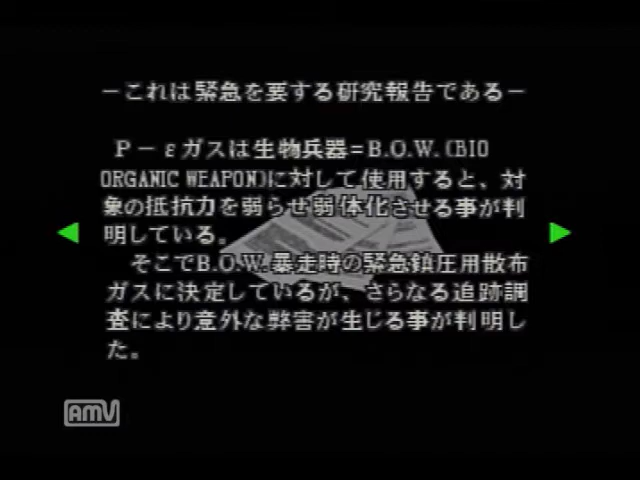 －これは緊急を要する研究報告である－
Ｐ－εガスは生物兵器=B.O.W.(BIO
ORGANIC WEAPON)に対して使用すると、対
象の抵抗力を弱らせ弱体化させる事が判
明している。
そこでB.O.W.暴走時の緊急鎮圧用散布
ガスに決定しているが、さらなる追跡調
査により意外な弊害が生じる事が判明し
た。
AMV